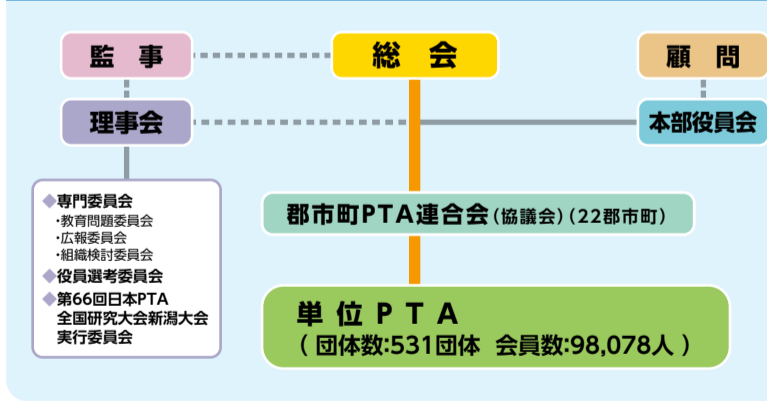 監 事
総 会
顧 問
理事会
本部役員会
◆専門委員会
・教育問題委員会
・広報委員会
・組織検討委員会
◆役員選考委員会
◆第66回日本PTA
全国研究大会新潟大会
実行委員会
郡市町PTA連合会(協議会)(22郡市町)
単 位 P T A
( 団体数:531団体 会員数:98,078人 )